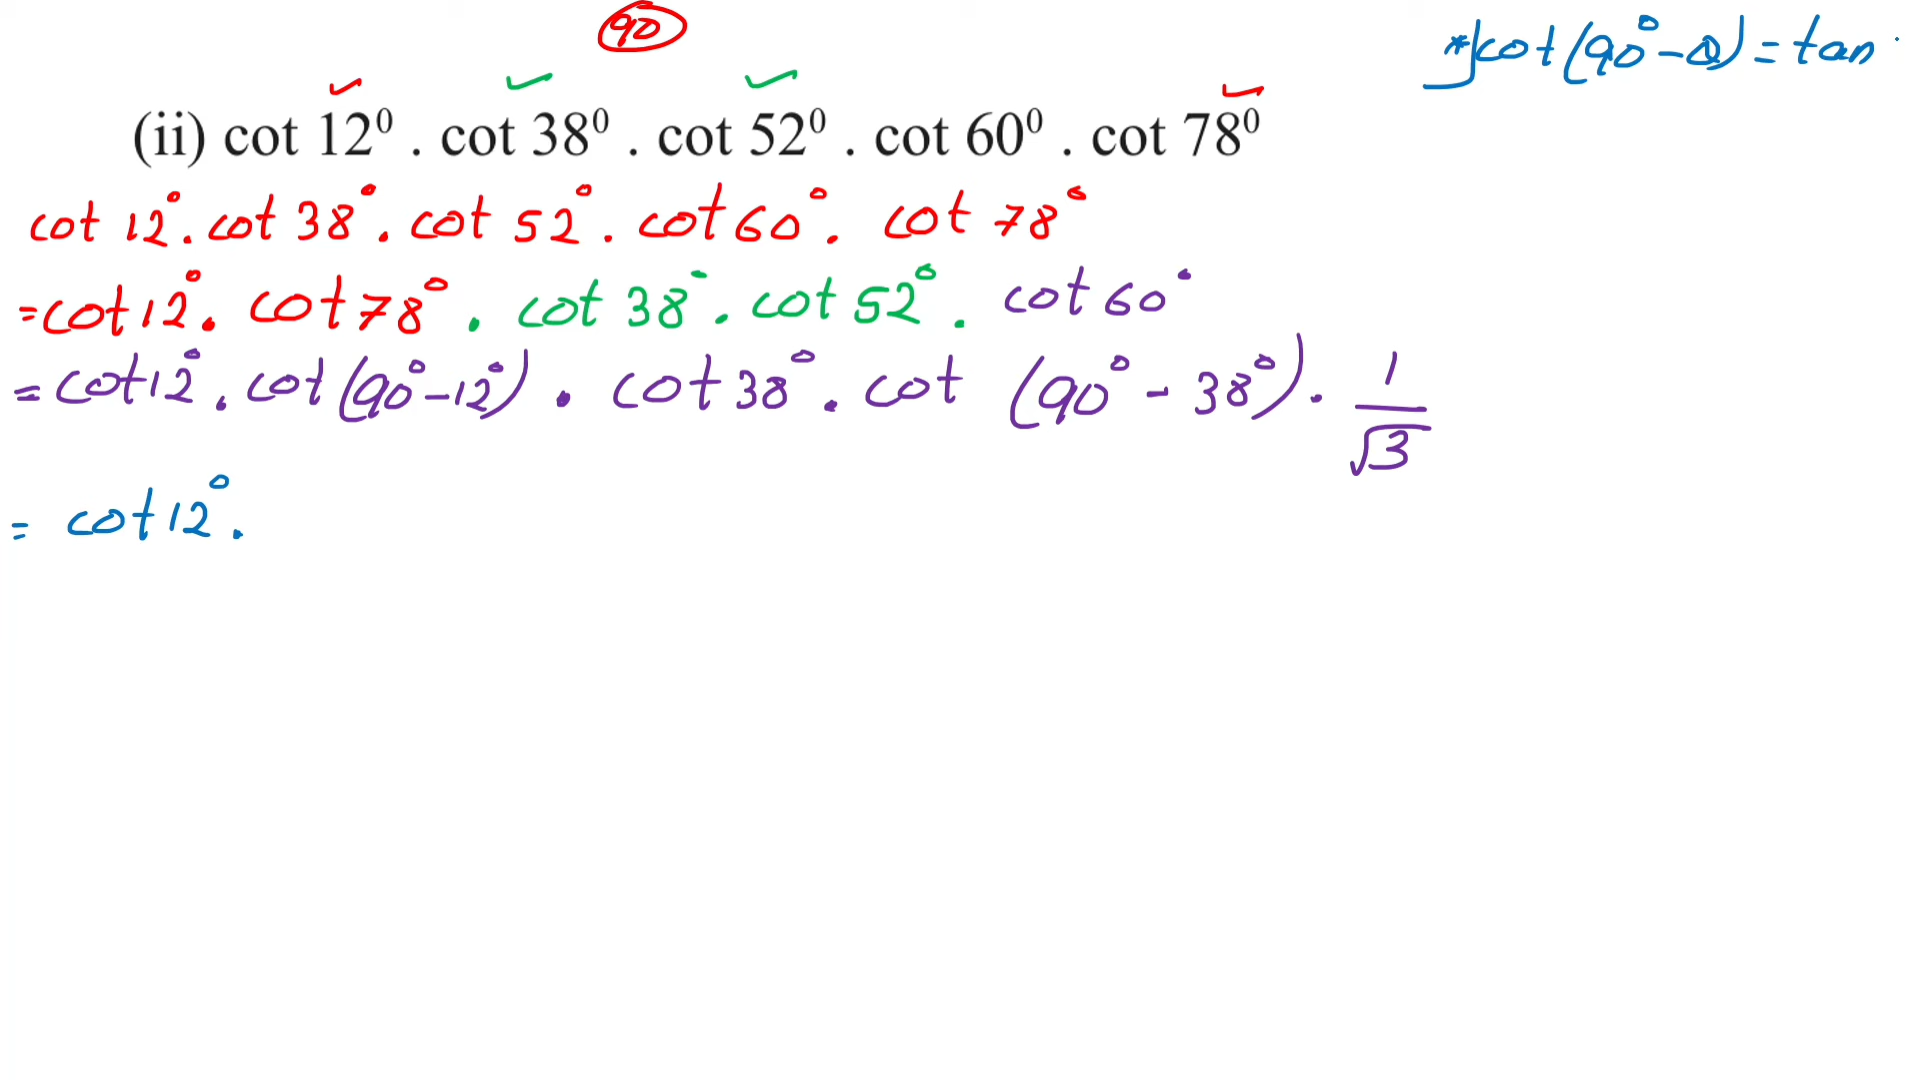 90
*] cot (90° - θ) = tan
(ii) cot 12⁰ . cot 38⁰ . cot 52⁰ . cot 60⁰ . cot 78⁰
cot 12° . cot 38° . cot 52° . cot 60° . cot 78°
= cot 12° . cot 78° . cot 38° . cot 52° . cot 60°
= cot 12° . cot (90° - 12°) . cot 38° . cot (90° - 38°) . 1/√3
= cot 12° .